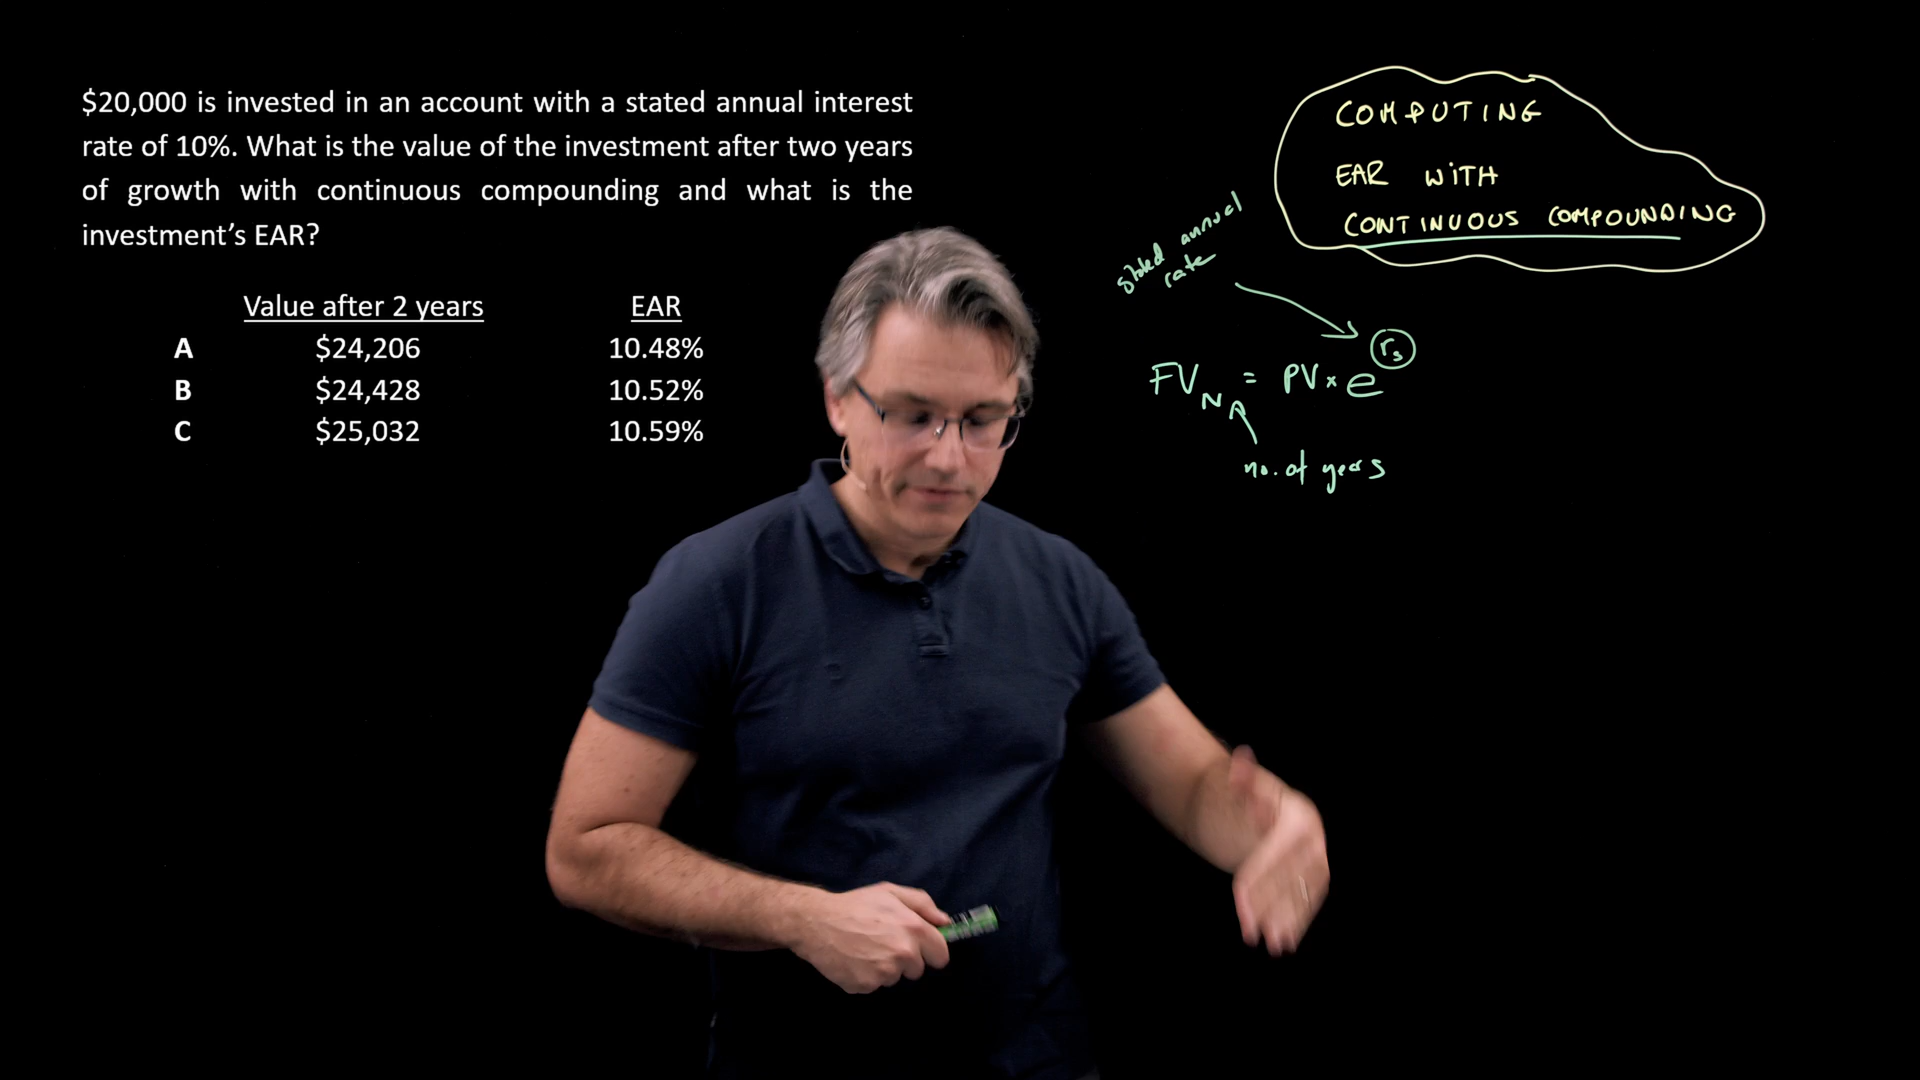 $20,000 is invested in an account with a stated annual interest
rate of 10%. What is the value of the investment after two years
of growth with continuous compounding and what is the
investment's EAR?
Value after 2 years EAR
A $24,206 10.48%
B $24,428 10.52%
C $25,032 10.59%
COMPUTING
EAR WITH
CONTINUOUS COMPOUNDING
stated annual
rate
FV_N = PV × e^{r_s}
no. of years